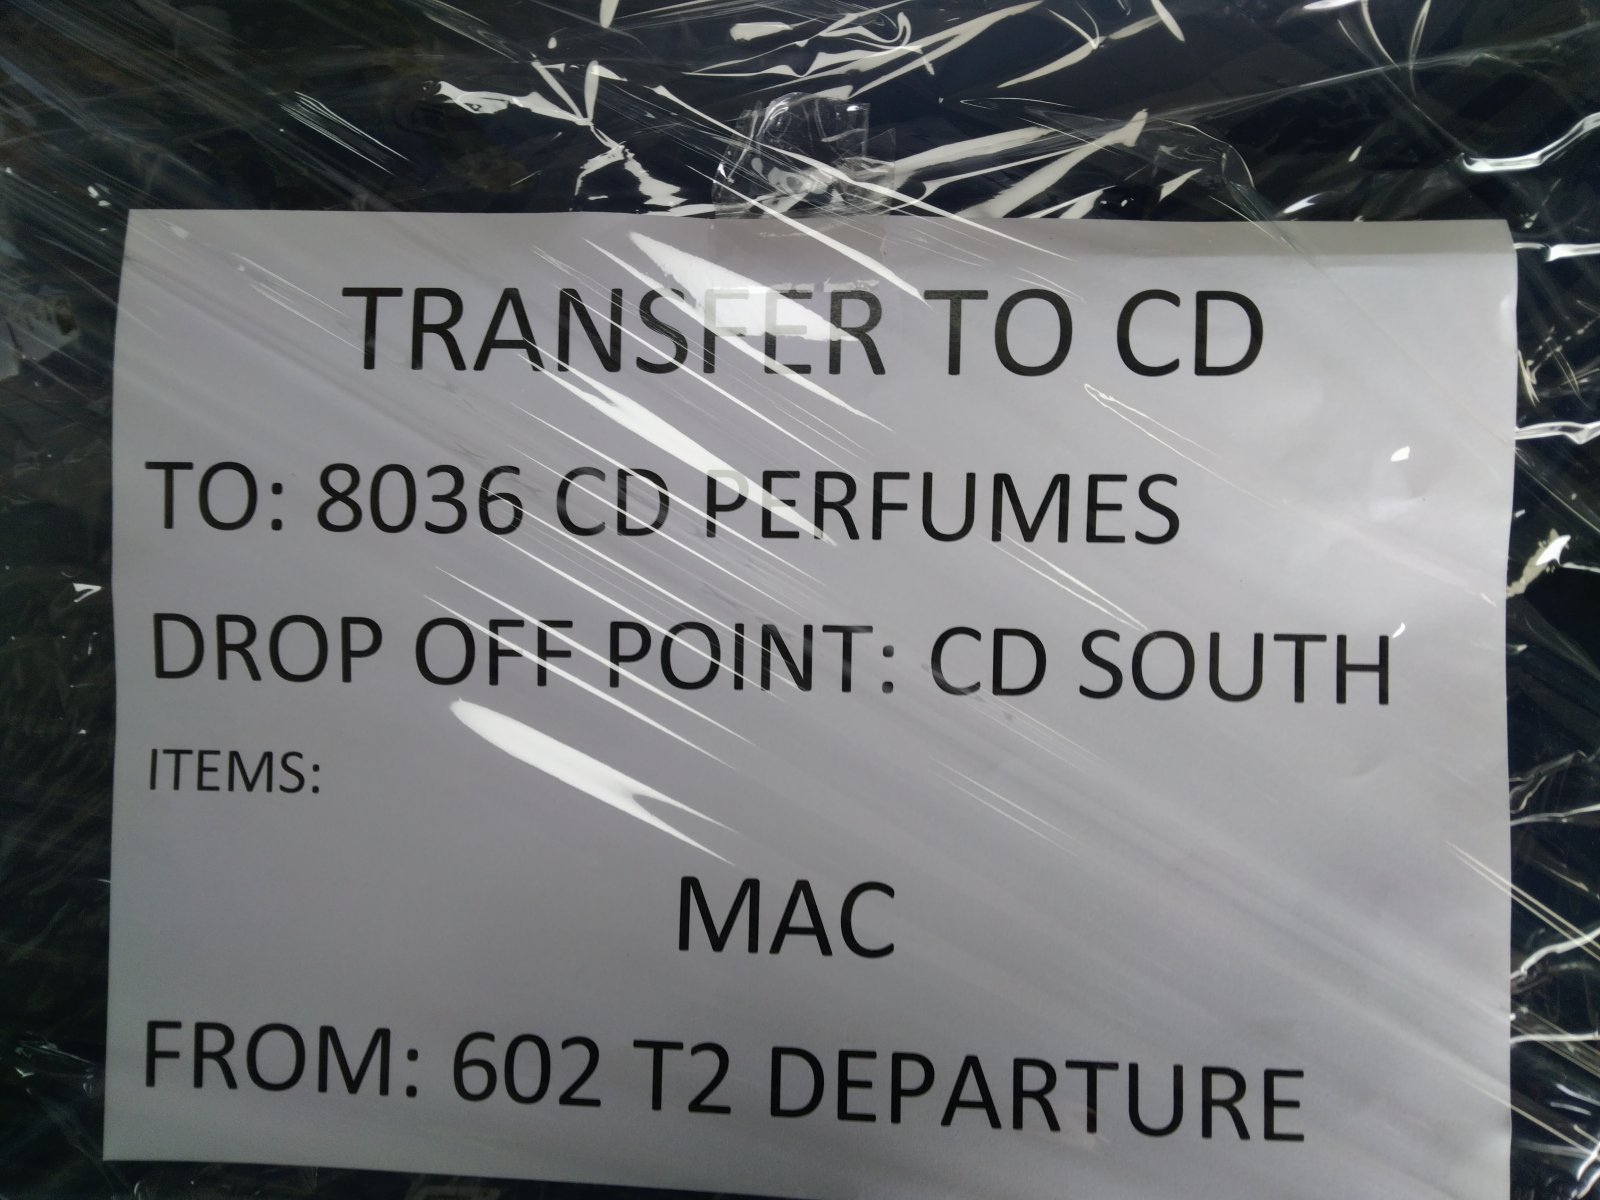 TRANSFER TO CD
TO: 8036 CD PERFUMES
DROP OFF POINT: CD SOUTH
ITEMS:
MAC
FROM: 602 T2 DEPARTURE